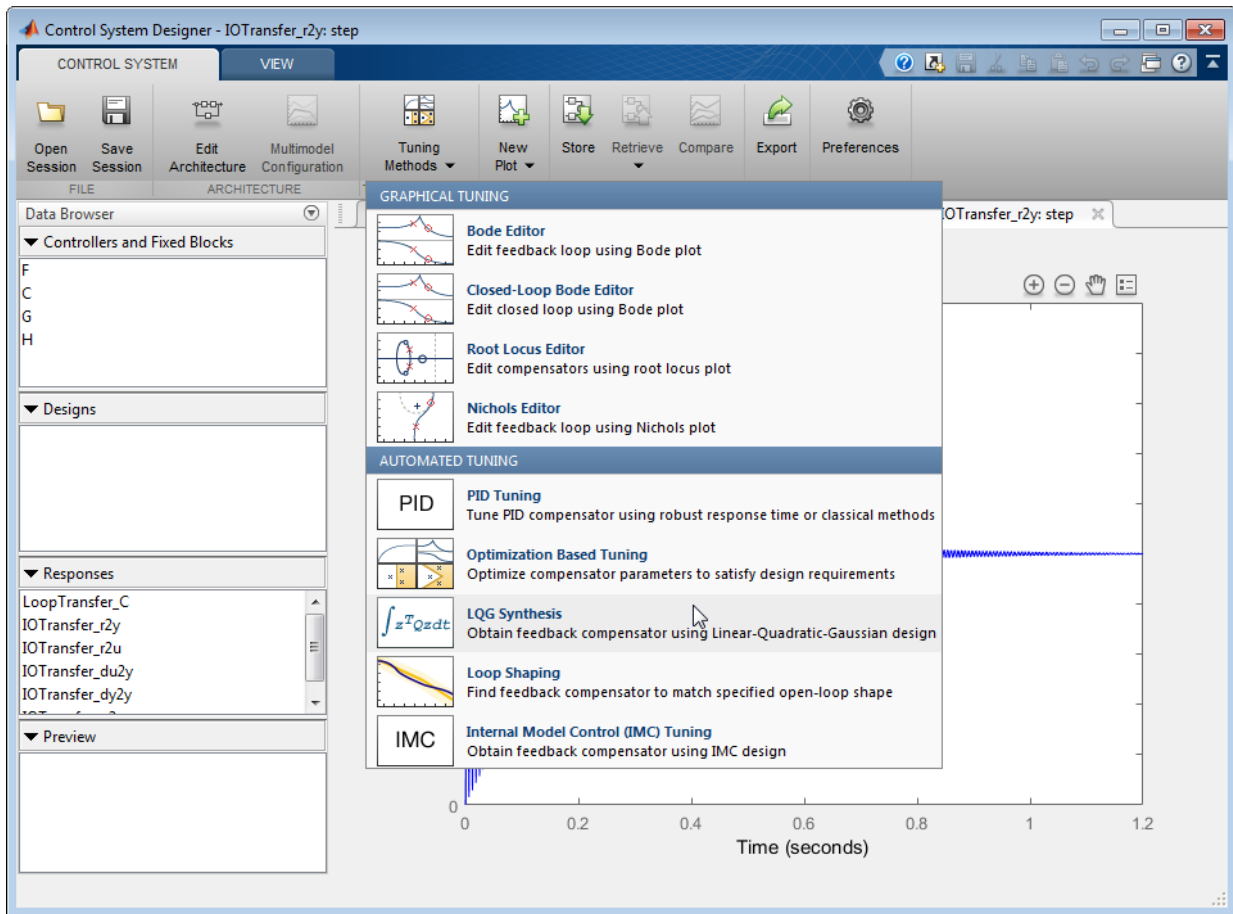 Control System Designer - IOTransfer_r2y: step
CONTROL SYSTEM
VIEW
Open Session
Save Session
Edit Architecture
Multimodel Configuration
Tuning Methods
New Plot
Store
Retrieve
Compare
Export
Preferences
FILE
ARCHITECTURE
Data Browser
Controllers and Fixed Blocks
F
C
G
H
Designs
Responses
LoopTransfer_C
IOTransfer_r2y
IOTransfer_r2u
IOTransfer_du2y
IOTransfer_dy2y
Preview
GRAPHICAL TUNING
Bode Editor
Edit feedback loop using Bode plot
Closed-Loop Bode Editor
Edit closed loop using Bode plot
Root Locus Editor
Edit compensators using root locus plot
Nichols Editor
Edit feedback loop using Nichols plot
AUTOMATED TUNING
PID
PID Tuning
Tune PID compensator using robust response time or classical methods
Optimization Based Tuning
Optimize compensator parameters to satisfy design requirements
∫zᵀQzdt
LQG Synthesis
Obtain feedback compensator using Linear-Quadratic-Gaussian design
Loop Shaping
Find feedback compensator to match specified open-loop shape
IMC
Internal Model Control (IMC) Tuning
Obtain feedback compensator using IMC design
IOTransfer_r2y: step
0
0 0.2 0.4 0.6 0.8 1 1.2
Time (seconds)